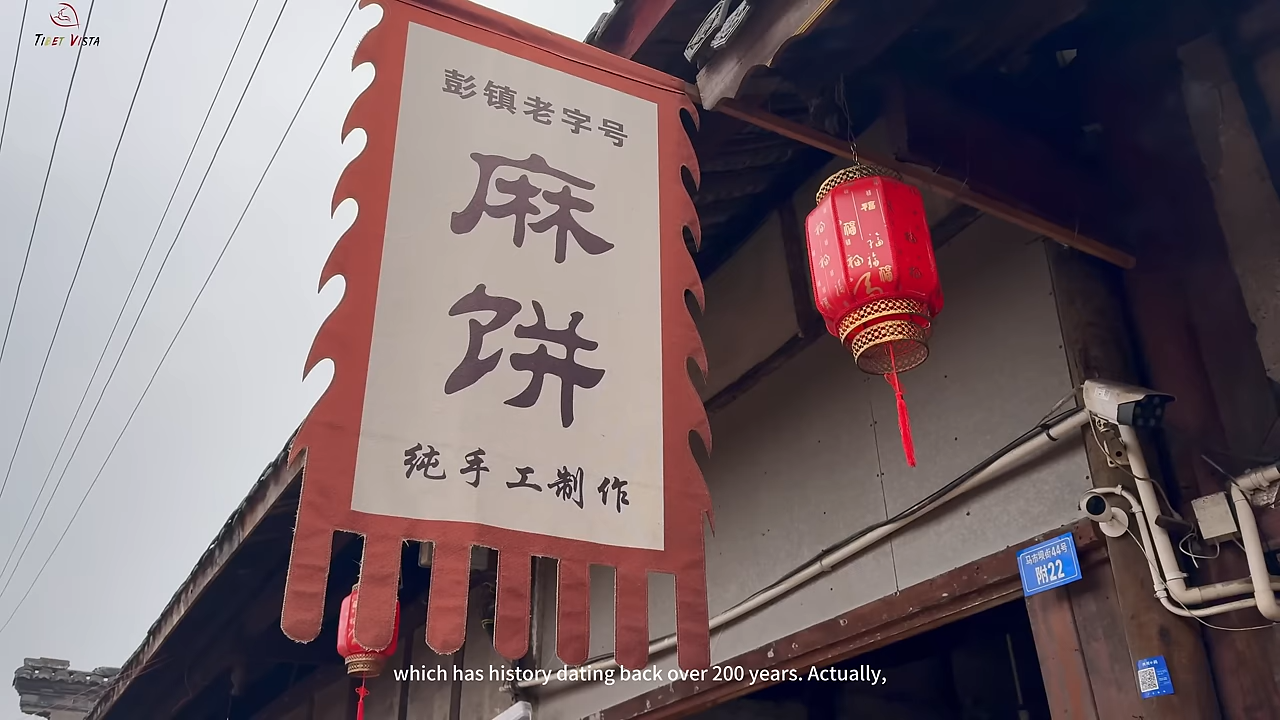 TIBET VISTA
彭镇老字号
麻
饼
纯手工制作
福
马市坝街44号
附22
which has history dating back over 200 years. Actually,